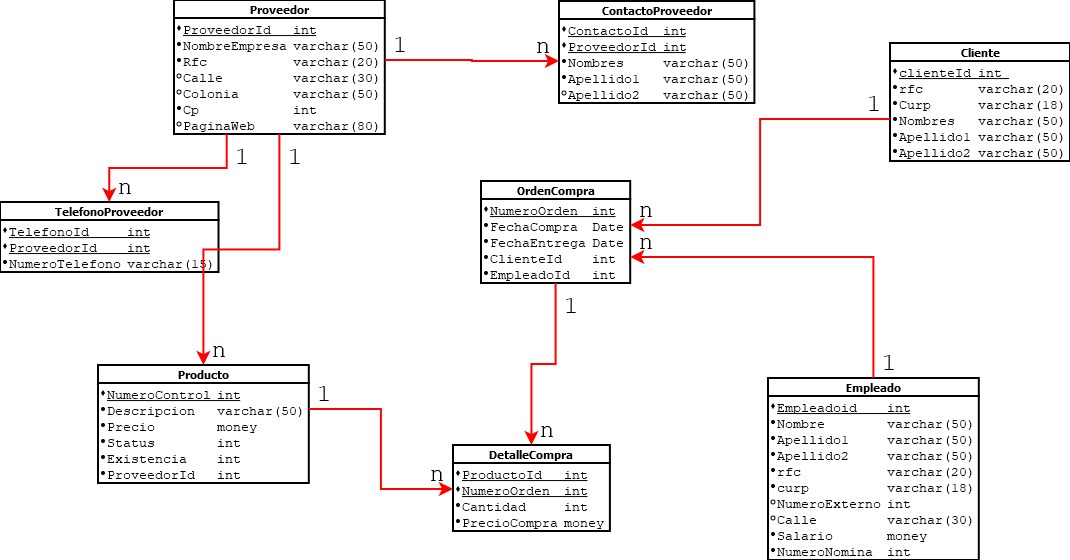 Proveedor
ProveedorId int
NombreEmpresa varchar(50)
Rfc varchar(20)
Calle varchar(30)
Colonia varchar(50)
Cp int
PaginaWeb varchar(80)
ContactoProveedor
ContactoId int
ProveedorId int
Nombres varchar(50)
Apellido1 varchar(50)
Apellido2 varchar(50)
Cliente
clienteId int
rfc varchar(20)
Curp varchar(18)
Nombres varchar(50)
Apellido1 varchar(50)
Apellido2 varchar(50)
1
n
1
1
1
n
TelefonoProveedor
TelefonoId int
ProveedorId int
NumeroTelefono varchar(15)
OrdenCompra
NumeroOrden int
FechaCompra Date
FechaEntrega Date
ClienteId int
EmpleadoId int
n
n
1
n
1
Producto
NumeroControl int
Descripcion varchar(50)
Precio money
Status int
Existencia int
ProveedorId int
1
n
n
DetalleCompra
ProductoId int
NumeroOrden int
Cantidad int
PrecioCompra money
Empleado
Empleadoid int
Nombre varchar(50)
Apellido1 varchar(50)
Apellido2 varchar(50)
rfc varchar(20)
curp varchar(18)
NumeroExterno int
Calle varchar(30)
Salario money
NumeroNomina int